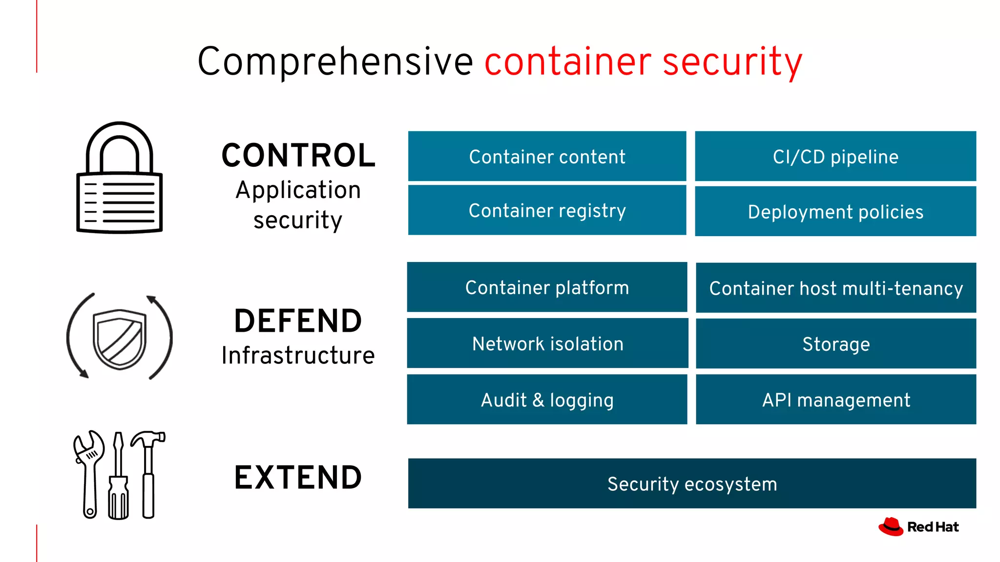 Comprehensive container security
CONTROL
Application
security
Container content
CI/CD pipeline
Container registry
Deployment policies
DEFEND
Infrastructure
Container platform
Container host multi-tenancy
Network isolation
Storage
Audit & logging
API management
EXTEND
Security ecosystem
Red Hat